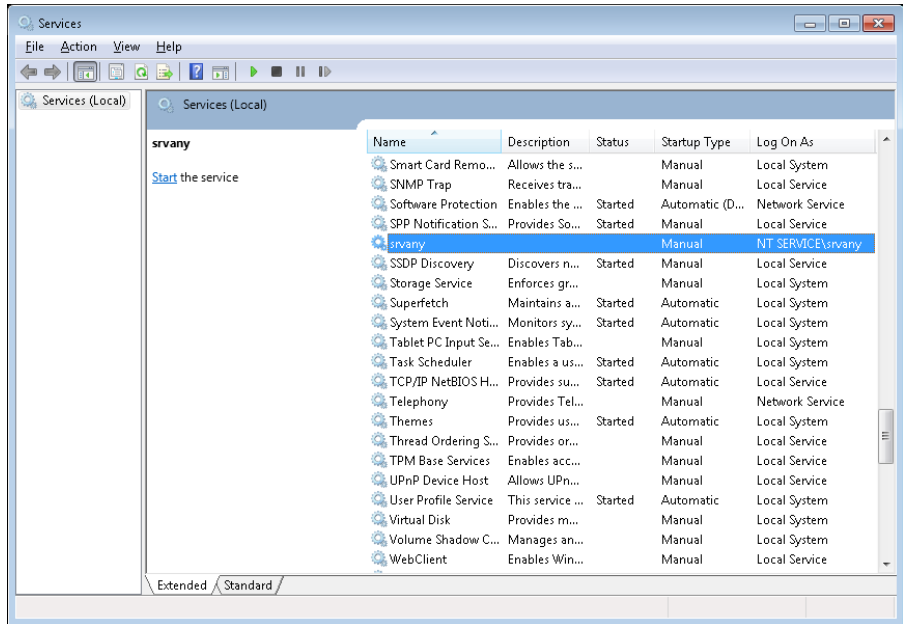 Services
File Action View Help
Services (Local)
Services (Local)
srvany
Start the service
Name Description Status Startup Type Log On As
Smart Card Remo... Allows the s... Manual Local System
SNMP Trap Receives tra... Manual Local Service
Software Protection Enables the ... Started Automatic (D... Network Service
SPP Notification S... Provides So... Started Manual Local Service
srvany Manual NT SERVICE\srvany
SSDP Discovery Discovers n... Started Manual Local Service
Storage Service Enforces gr... Manual Local System
Superfetch Maintains a... Started Automatic Local System
System Event Noti... Monitors sy... Started Automatic Local System
Tablet PC Input Se... Enables Tab... Manual Local System
Task Scheduler Enables a us... Started Automatic Local System
TCP/IP NetBIOS H... Provides su... Started Automatic Local Service
Telephony Provides Tel... Manual Network Service
Themes Provides us... Started Automatic Local System
Thread Ordering S... Provides or... Manual Local Service
TPM Base Services Enables acc... Manual Local Service
UPnP Device Host Allows UPn... Manual Local Service
User Profile Service This service ... Started Automatic Local System
Virtual Disk Provides m... Manual Local System
Volume Shadow C... Manages an... Manual Local System
WebClient Enables Win... Manual Local Service
Extended Standard